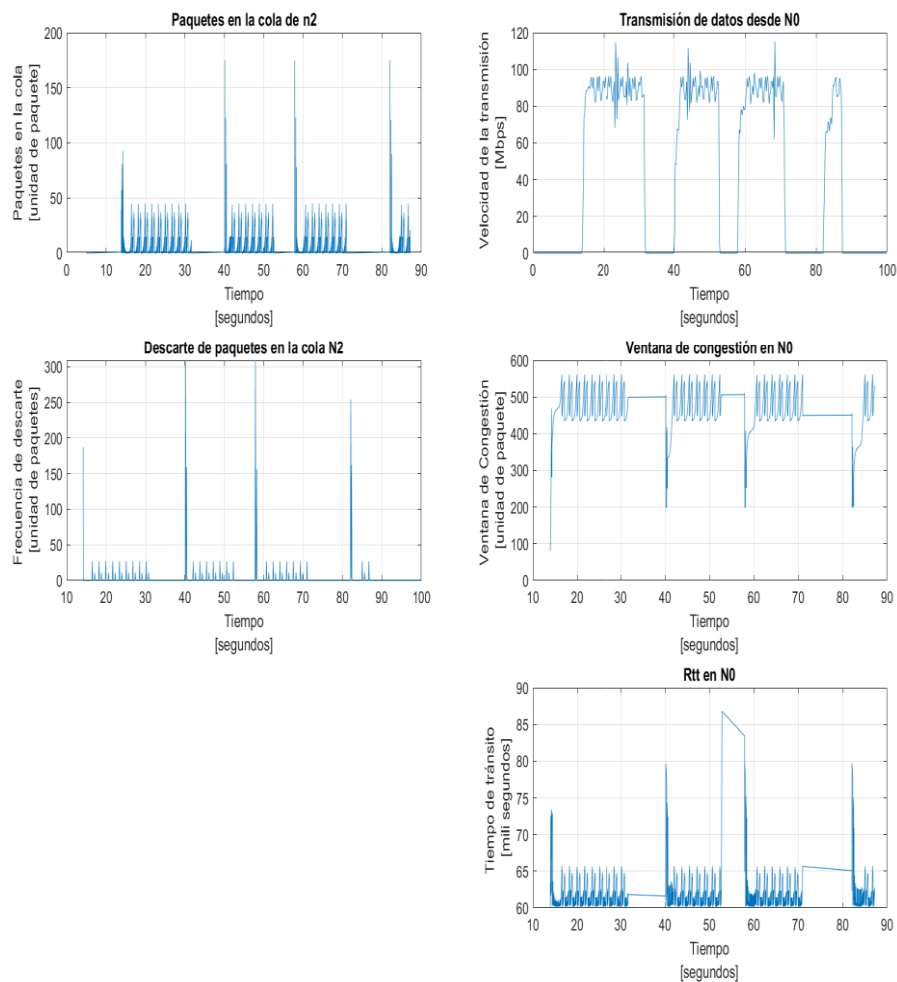 Paquetes en la cola de n2
Paquetes en la cola
[unidad de paquete]
200
150
100
50
0
0 10 20 30 40 50 60 70 80 90
Tiempo
[segundos]
Transmisión de datos desde N0
Velocidad de la transmisión
[Mbps]
120
100
80
60
40
20
0
0 20 40 60 80 100
Tiempo
[segundos]
Descarte de paquetes en la cola N2
Frecuencia de descarte
[unidad de paquetes]
300
250
200
150
100
50
0
10 20 30 40 50 60 70 80 90 100
Tiempo
[segundos]
Ventana de congestión en N0
Ventana de Congestión
[unidad de paquete]
600
500
400
300
200
100
0
10 20 30 40 50 60 70 80 90
Tiempo
[segundos]
Rtt en N0
Tiempo de tránsito
[mili segundos]
90
85
80
75
70
65
60
10 20 30 40 50 60 70 80 90
Tiempo
[segundos]